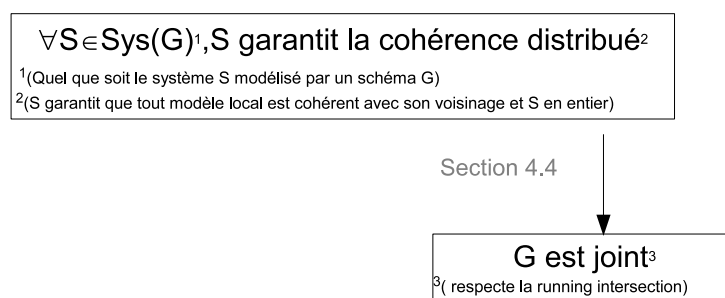 ∀S∈Sys(G)¹,S garantit la cohérence distribué²
¹(Quel que soit le système S modélisé par un schéma G)
²(S garantit que tout modèle local est cohérent avec son voisinage et S en entier)
Section 4.4
G est joint³
³( respecte la running intersection)